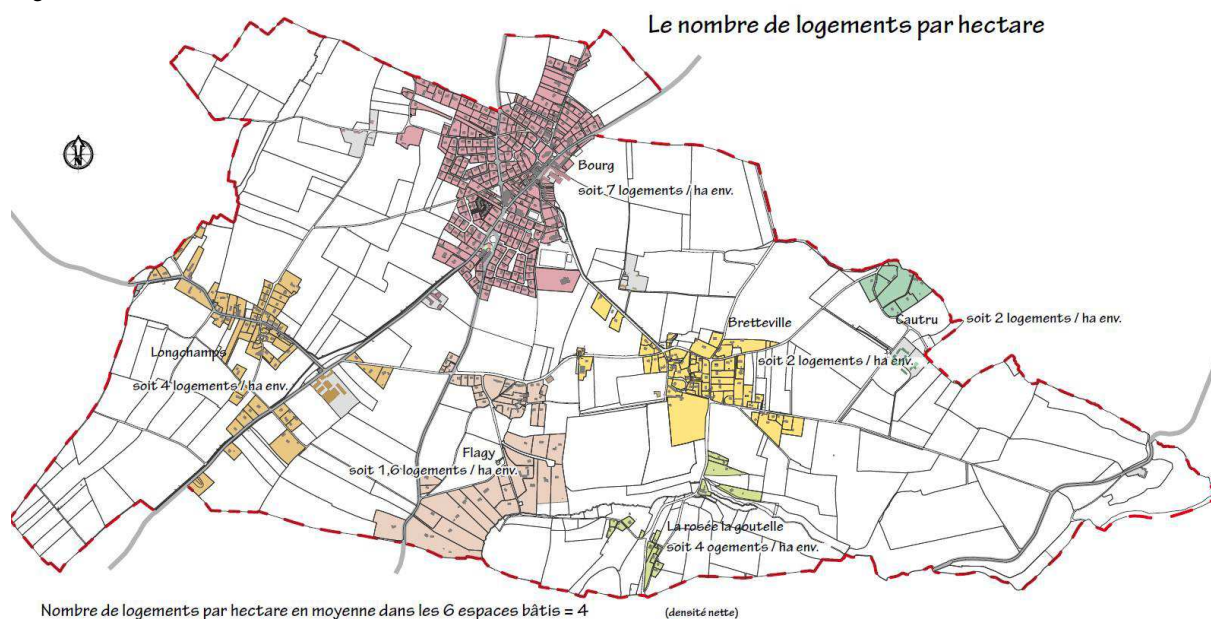 Le nombre de logements par hectare
Bourg
soit 7 logements / ha env.
Bretteville
soit 2 logements / ha env.
Cautru
soit 2 logements / ha env.
Longchamps
soit 4 logements / ha env.
Flagy
soit 1,6 logements / ha env.
La rosée la goutelle
soit 4 ogements / ha env.
Nombre de logements par hectare en moyenne dans les 6 espaces bâtis = 4
(densité nette)